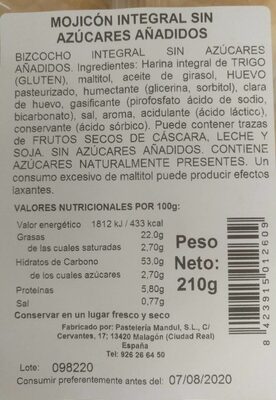 MOJICÓN INTEGRAL SIN
AZÚCARES AÑADIDOS
BIZCOCHO INTEGRAL SIN AZÚCARES
AÑADIDOS. Ingredientes: Harina integral de TRIGO
(GLUTEN), maltitol, aceite de girasol, HUEVO
pasteurizado, humectante (glicerina, sorbitol), clara
de huevo, gasificante (pirofosfato ácido de sodio,
bicarbonato), sal, aroma, acidulante (ácido láctico),
conservante (ácido sórbico). Puede contener trazas
de FRUTOS SECOS DE CÁSCARA, LECHE Y
SOJA. SIN AZÚCARES AÑADIDOS. CONTIENE
AZÚCARES NATURALMENTE PRESENTES. Un
consumo excesivo de maltitol puede producir efectos
laxantes.
VALORES NUTRICIONALES POR 100g:
Valor energético 1812 kJ / 433 kcal
Grasas 22.0g
de las cuales saturadas 2,70g
Hidratos de Carbono 53,0g
de los cuales azúcares 2,70g
Proteínas 5,80g
Sal 0,77g
Peso
Neto:
210g
8423915012609
Conservar en un lugar fresco y seco
Fabricado por: Pastelería Mandul, S.L., C/
Cervantes, 17; 13420 Malagón (Ciudad Real)
España
Tel: 926 26 64 50
Lote: 098220
Consumir preferentemente antes del: 07/08/2020